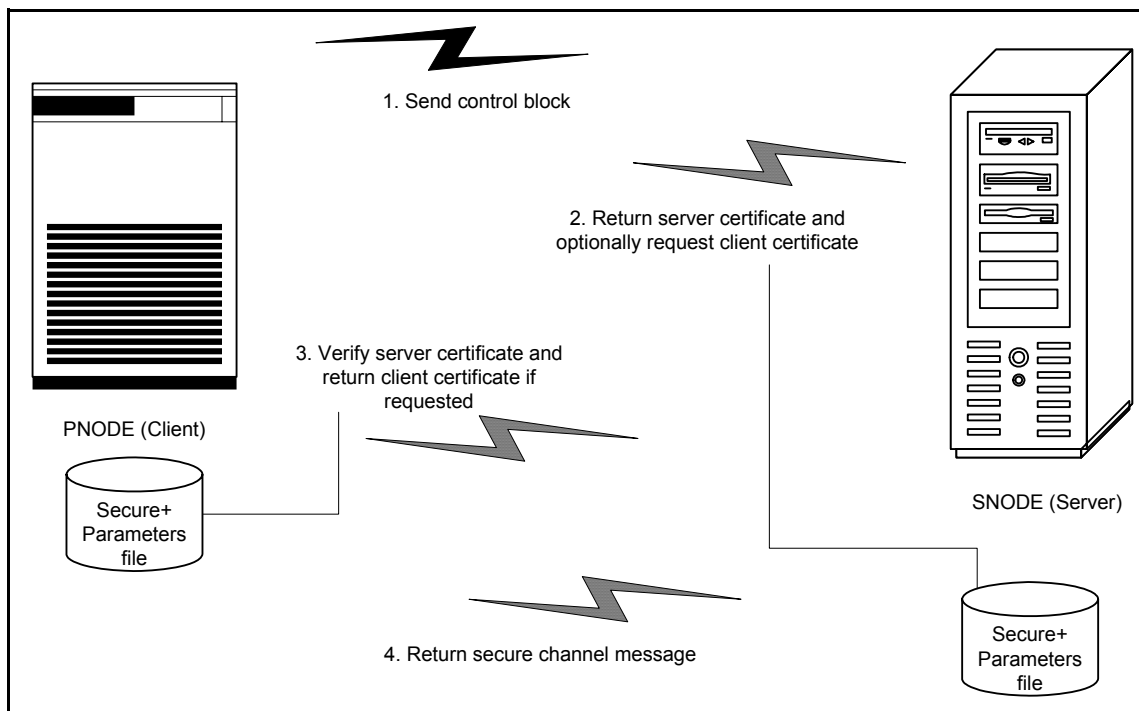 1. Send control block
2. Return server certificate and
optionally request client certificate
3. Verify server certificate and
return client certificate if
requested
PNODE (Client)
Secure+
Parameters
file
SNODE (Server)
4. Return secure channel message
Secure+
Parameters
file